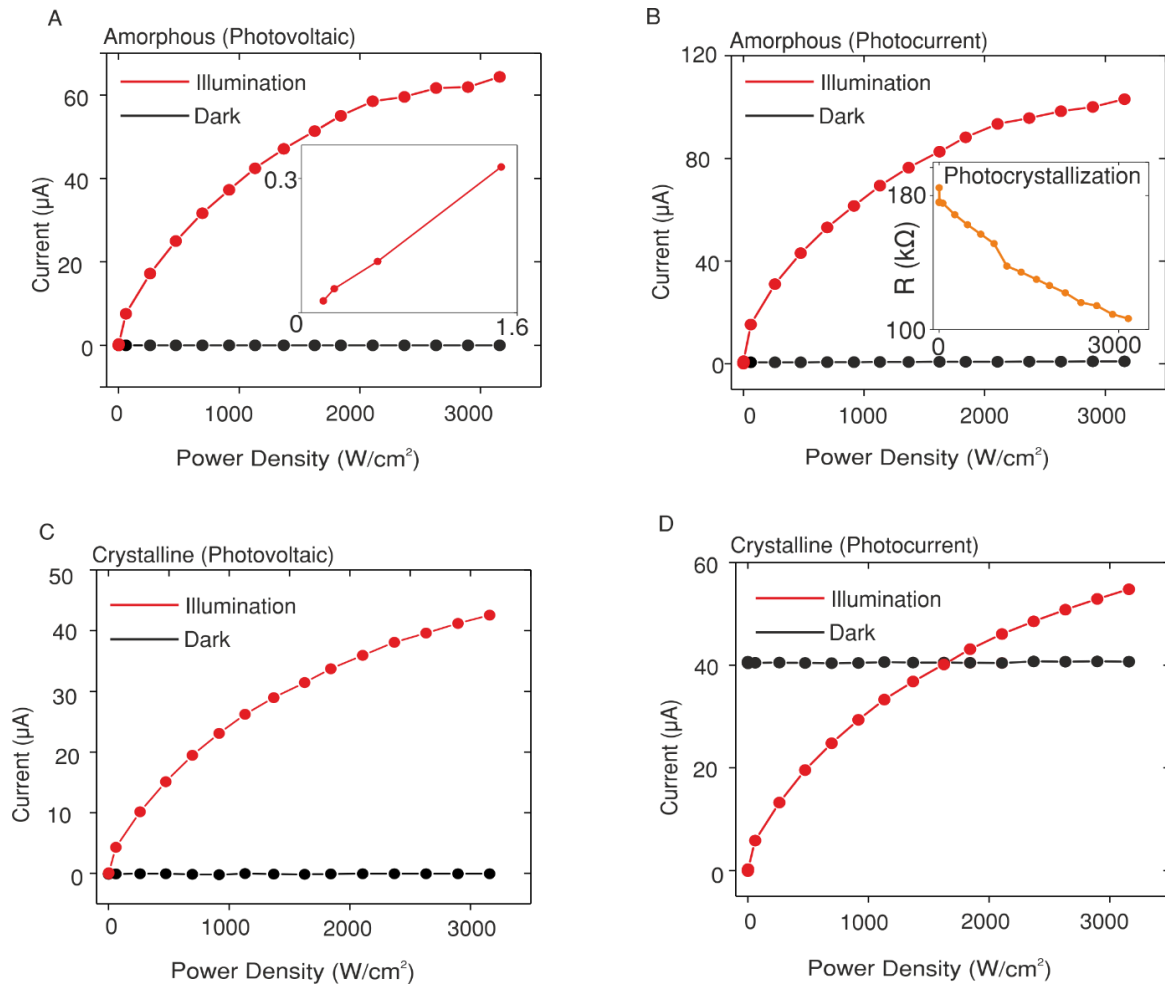 A
Amorphous (Photovoltaic)
Illumination
Dark
60
40
20
0
0.3
0
1.6
Current (µA)
0
1000
2000
3000
Power Density (W/cm²)
B
Amorphous (Photocurrent)
Illumination
Dark
120
80
40
0
Photocrystallization
180
100
R (kΩ)
0
3000
Current (µA)
0
1000
2000
3000
Power Density (W/cm²)
C
Crystalline (Photovoltaic)
Illumination
Dark
50
40
30
20
10
0
Current (µA)
0
1000
2000
3000
Power Density (W/cm²)
D
Crystalline (Photocurrent)
Illumination
Dark
60
40
20
0
Current (µA)
0
1000
2000
3000
Power Density (W/cm²)